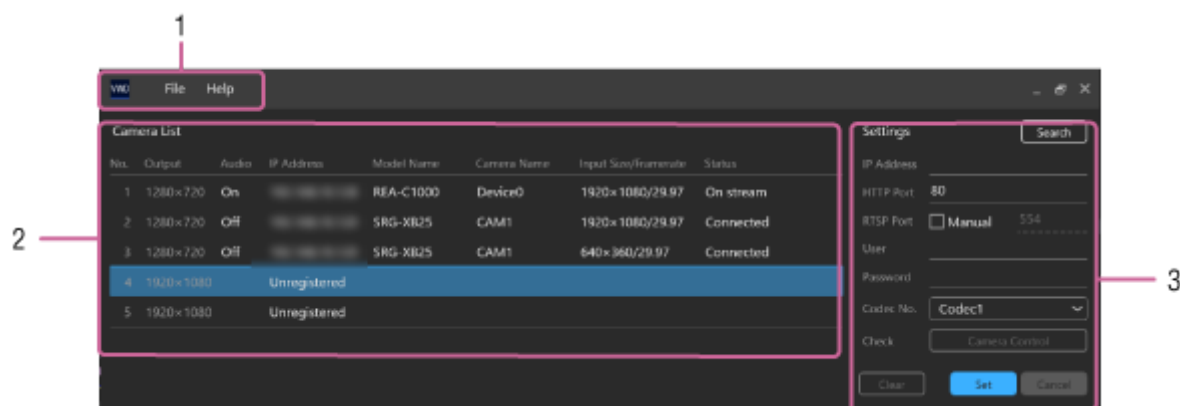 1
VWD File Help
Camera List
No. Output Audio IP Address Model Name Camera Name Input Size/Framerate Status
1 1280×720 On REA-C1000 Device0 1920×1080/29.97 On stream
2 1280×720 Off SRG-XB25 CAM1 1920×1080/29.97 Connected
3 1280×720 Off SRG-XB25 CAM1 640×360/29.97 Connected
4 1920×1080 Unregistered
5 1920×1080 Unregistered
2
Settings Search
IP Address
HTTP Port 80
RTSP Port Manual 554
User
Password
Codec No. Codec1
Check Camera Control
Clear Set Cancel
3